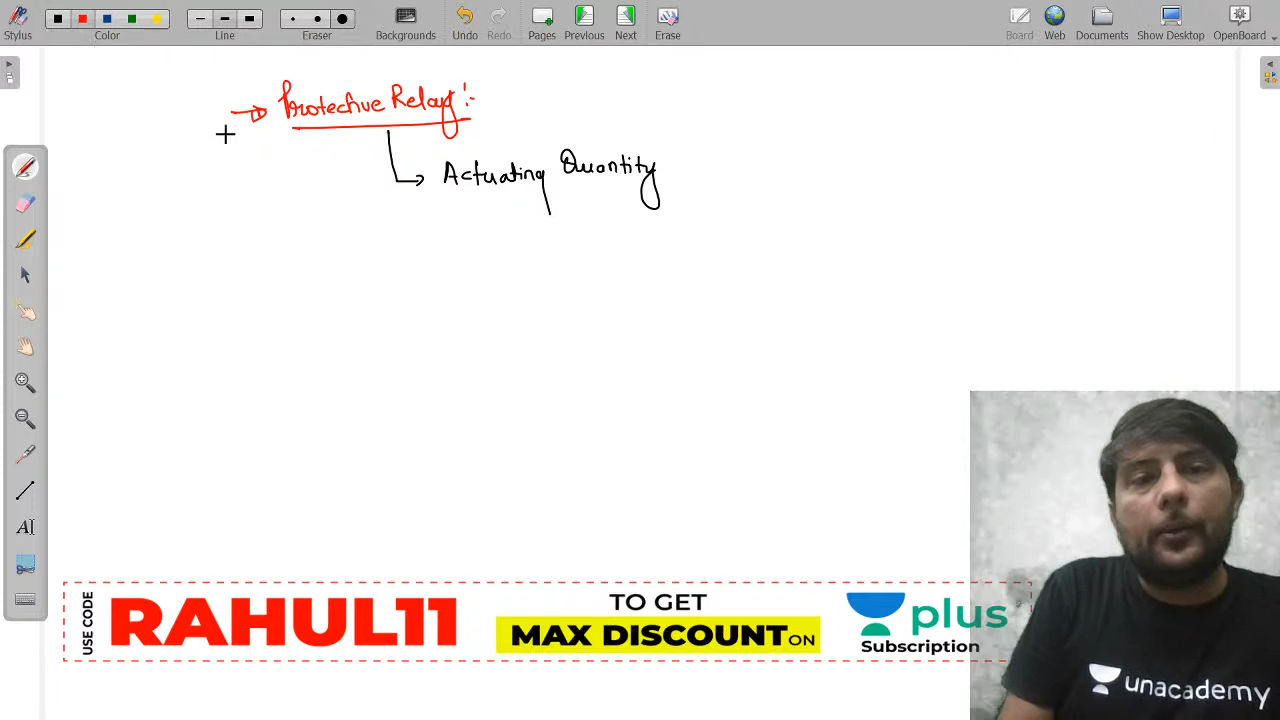 Stylus Color Line Eraser Backgrounds Undo Redo Pages Previous Next Erase Board Web Documents Show Desktop OpenBoard
Protective Relay :-
Actuating Quantity
AI
USE CODE
RAHUL11
TO GET
MAX DISCOUNT ON
plus
Subscription
unacademy